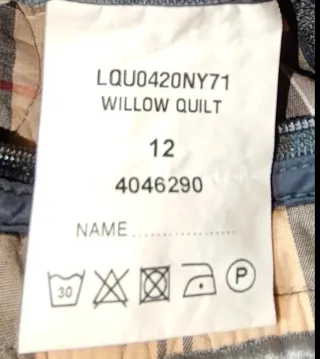 LQU0420NY71
WILLOW QUILT
12
4046290
NAME....................
30 P